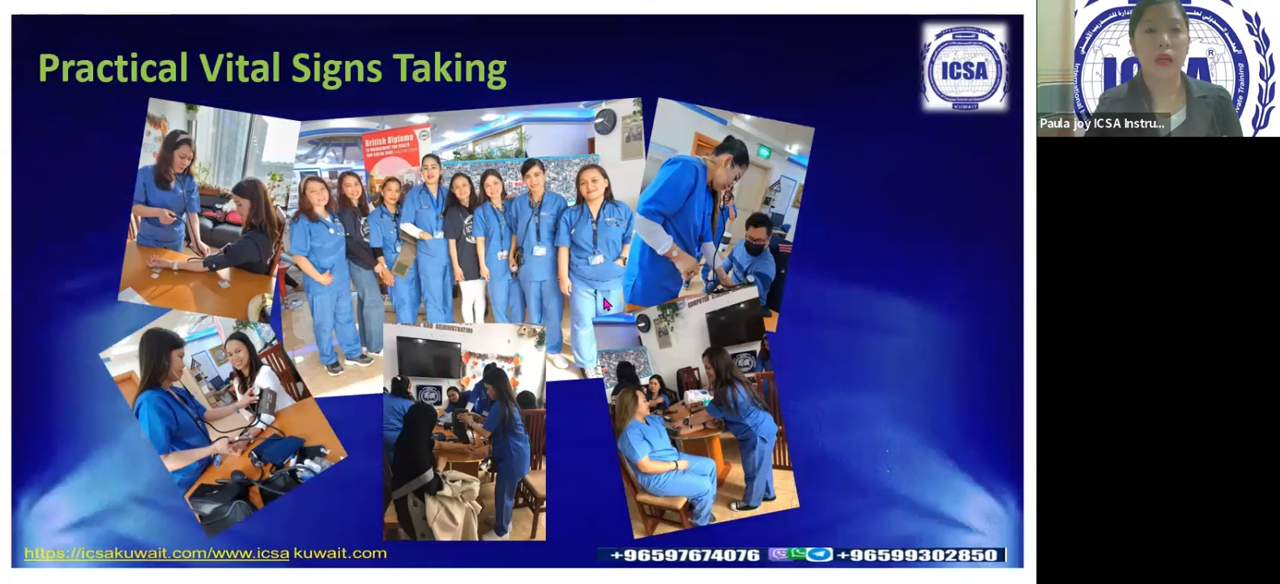 Practical Vital Signs Taking
ICSA
KUWAIT
British Diploma
Paula joy ICSA Instru...
https://icsakuwait.com/www.icsa kuwait.com
+96597674076
+96599302850